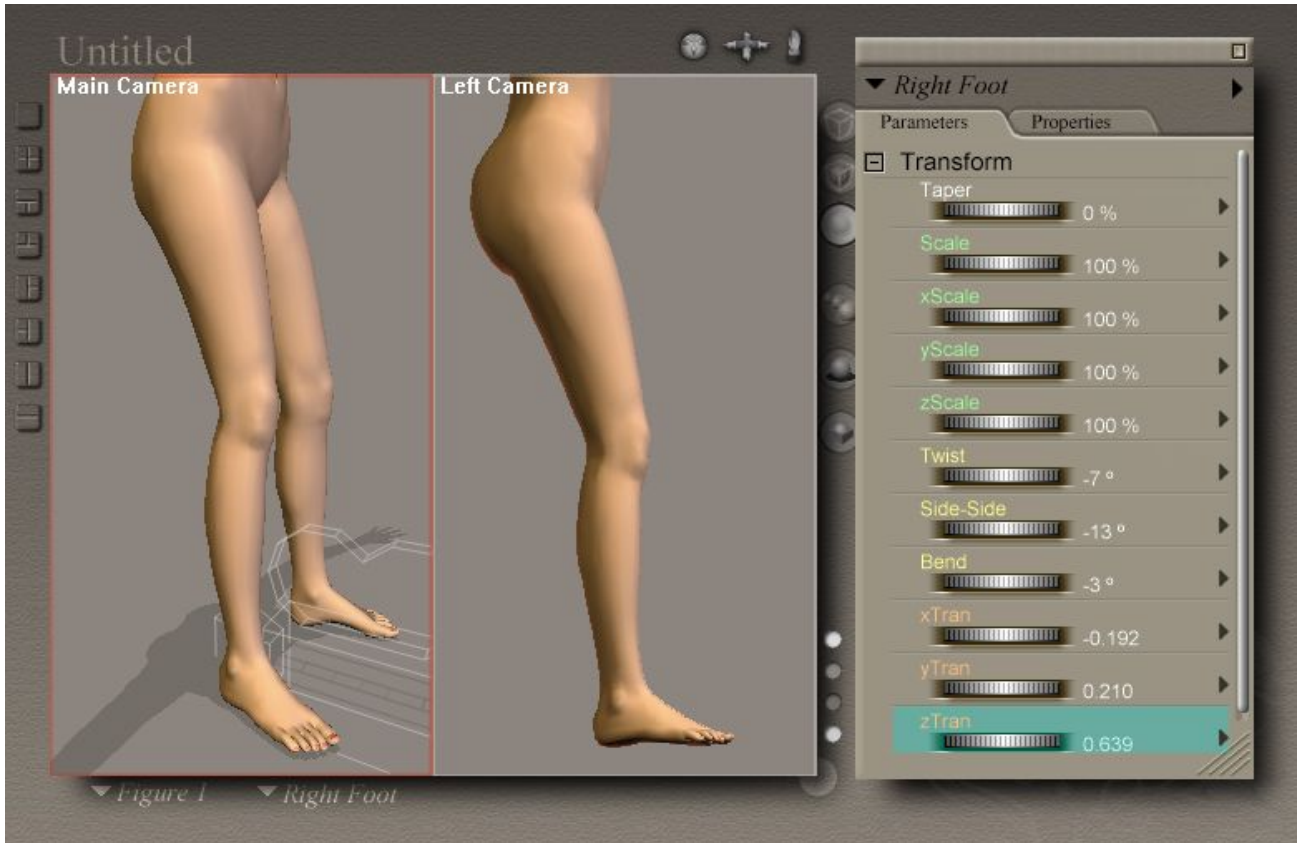 Untitled
Main Camera
Left Camera
Right Foot
Parameters
Properties
Transform
Taper
0 %
Scale
100 %
xScale
100 %
yScale
100 %
zScale
100 %
Twist
-7 °
Side-Side
-13 °
Bend
-3 °
xTran
-0.192
yTran
0.210
zTran
0.639
Figure 1
Right Foot